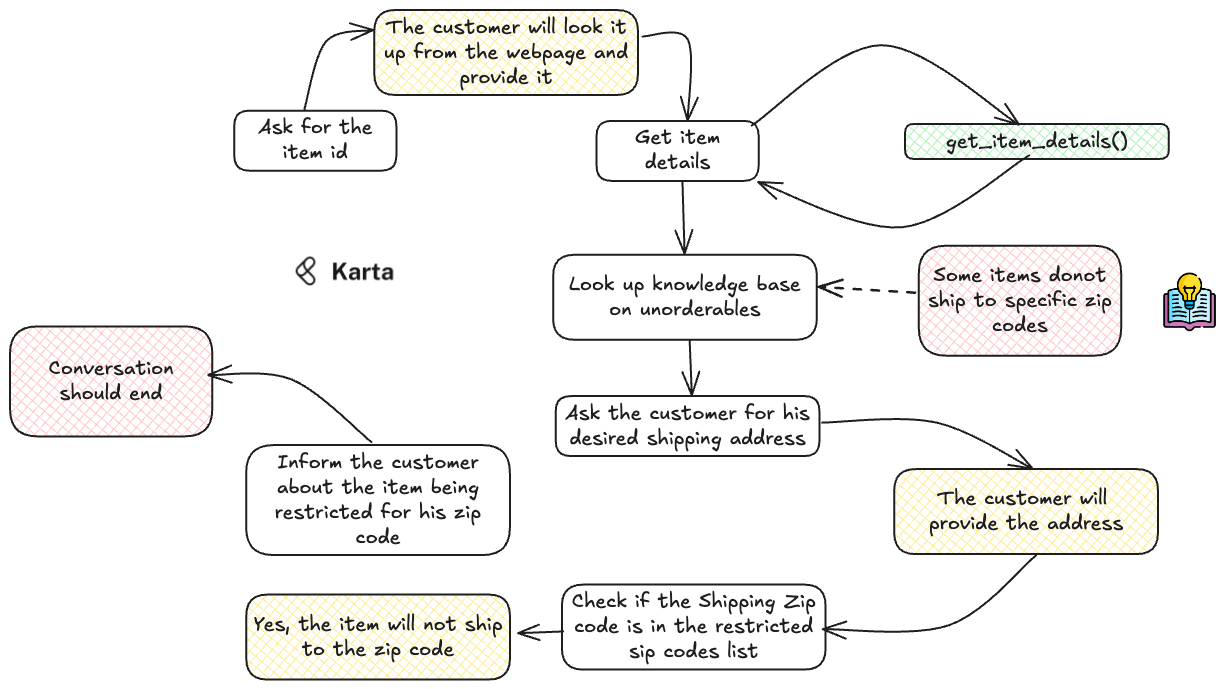 The customer will look it
up from the webpage and
provide it
Ask for the
item id
Get item
details
get_item_details()
Karta
Look up knowledge base
on unorderables
Some items donot
ship to specific zip
codes
Conversation
should end
Ask the customer for his
desired shipping address
Inform the customer
about the item being
restricted for his zip
code
The customer will
provide the address
Check if the Shipping Zip
code is in the restricted
sip codes list
Yes, the item will not ship
to the zip code